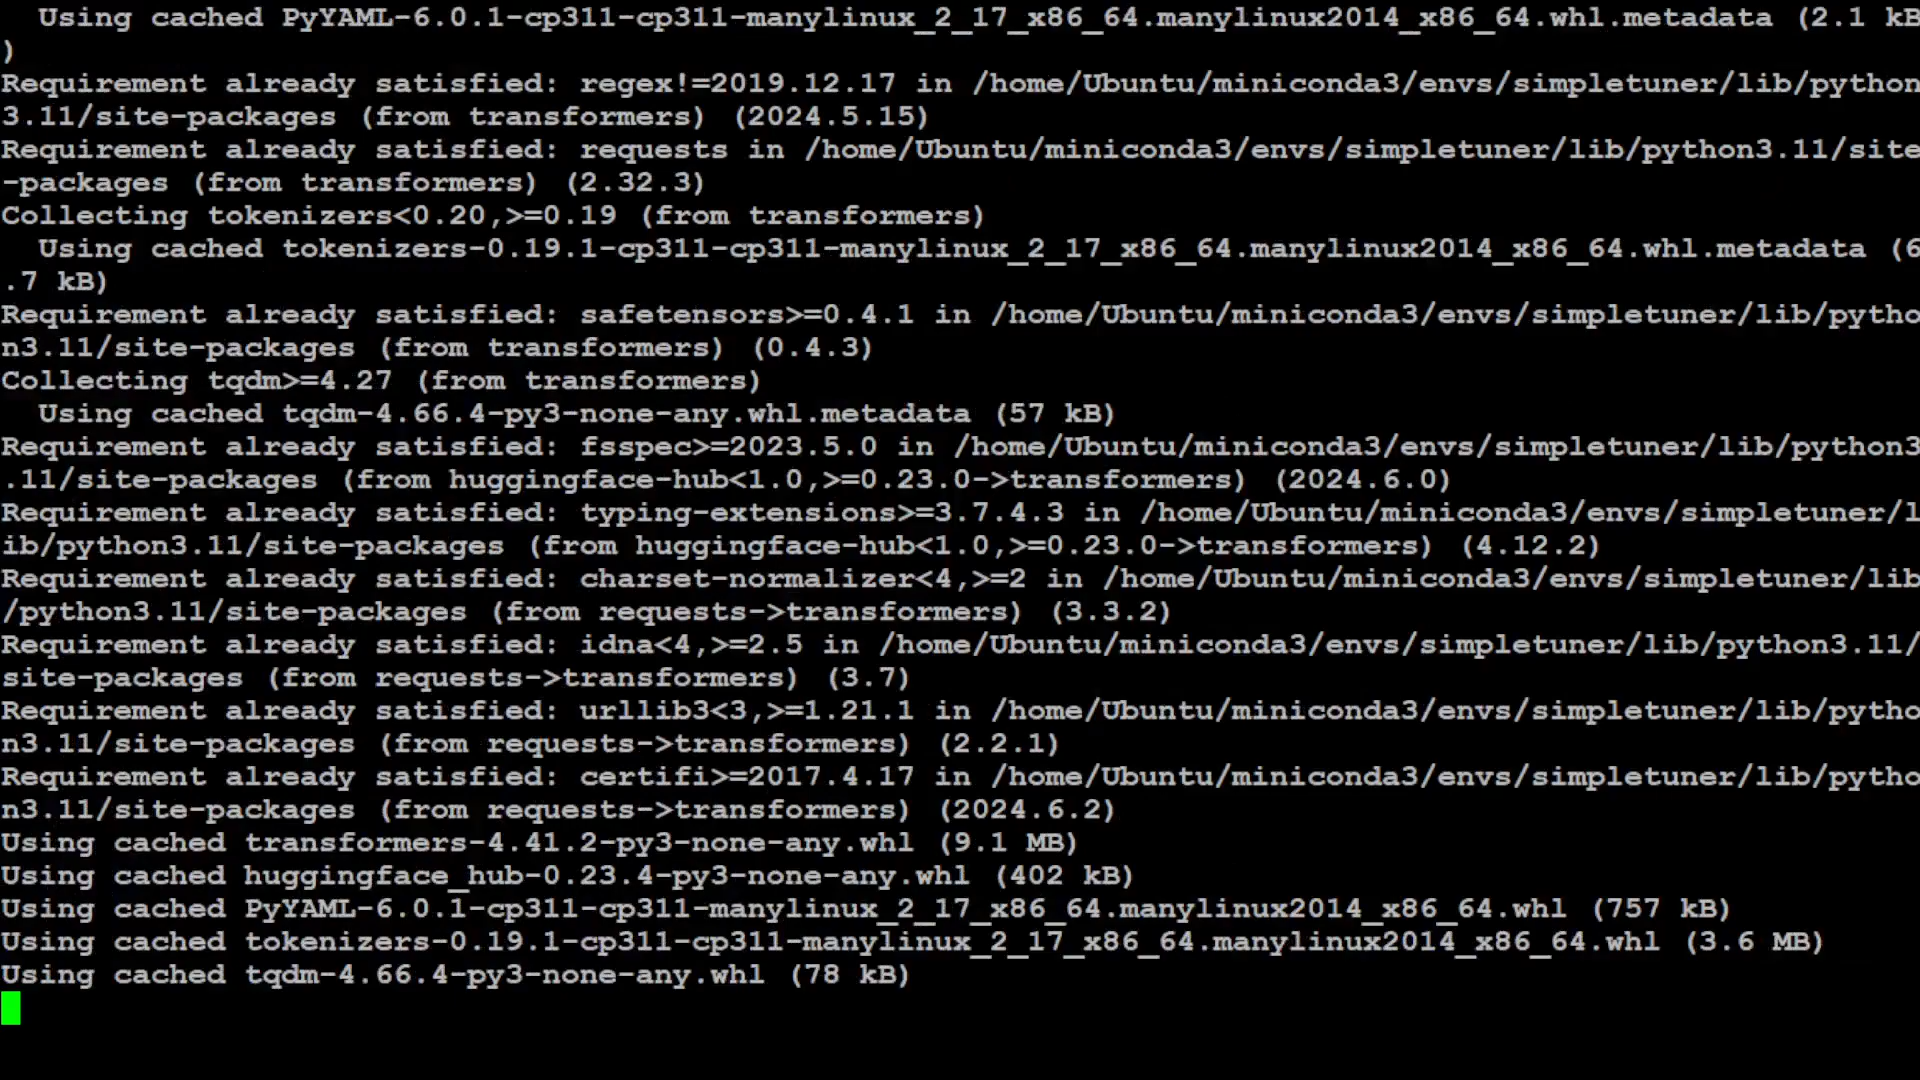 Using cached PyYAML-6.0.1-cp311-cp311-manylinux_2_17_x86_64.manylinux2014_x86_64.whl.metadata (2.1 kB
)
Requirement already satisfied: regex!=2019.12.17 in /home/Ubuntu/miniconda3/envs/simpletuner/lib/python
3.11/site-packages (from transformers) (2024.5.15)
Requirement already satisfied: requests in /home/Ubuntu/miniconda3/envs/simpletuner/lib/python3.11/site
-packages (from transformers) (2.32.3)
Collecting tokenizers<0.20,>=0.19 (from transformers)
Using cached tokenizers-0.19.1-cp311-cp311-manylinux_2_17_x86_64.manylinux2014_x86_64.whl.metadata (6
.7 kB)
Requirement already satisfied: safetensors>=0.4.1 in /home/Ubuntu/miniconda3/envs/simpletuner/lib/pytho
n3.11/site-packages (from transformers) (0.4.3)
Collecting tqdm>=4.27 (from transformers)
Using cached tqdm-4.66.4-py3-none-any.whl.metadata (57 kB)
Requirement already satisfied: fsspec>=2023.5.0 in /home/Ubuntu/miniconda3/envs/simpletuner/lib/python3
.11/site-packages (from huggingface-hub<1.0,>=0.23.0->transformers) (2024.6.0)
Requirement already satisfied: typing-extensions>=3.7.4.3 in /home/Ubuntu/miniconda3/envs/simpletuner/l
ib/python3.11/site-packages (from huggingface-hub<1.0,>=0.23.0->transformers) (4.12.2)
Requirement already satisfied: charset-normalizer<4,>=2 in /home/Ubuntu/miniconda3/envs/simpletuner/lib
/python3.11/site-packages (from requests->transformers) (3.3.2)
Requirement already satisfied: idna<4,>=2.5 in /home/Ubuntu/miniconda3/envs/simpletuner/lib/python3.11/
site-packages (from requests->transformers) (3.7)
Requirement already satisfied: urllib3<3,>=1.21.1 in /home/Ubuntu/miniconda3/envs/simpletuner/lib/pytho
n3.11/site-packages (from requests->transformers) (2.2.1)
Requirement already satisfied: certifi>=2017.4.17 in /home/Ubuntu/miniconda3/envs/simpletuner/lib/pytho
n3.11/site-packages (from requests->transformers) (2024.6.2)
Using cached transformers-4.41.2-py3-none-any.whl (9.1 MB)
Using cached huggingface_hub-0.23.4-py3-none-any.whl (402 kB)
Using cached PyYAML-6.0.1-cp311-cp311-manylinux_2_17_x86_64.manylinux2014_x86_64.whl (757 kB)
Using cached tokenizers-0.19.1-cp311-cp311-manylinux_2_17_x86_64.manylinux2014_x86_64.whl (3.6 MB)
Using cached tqdm-4.66.4-py3-none-any.whl (78 kB)